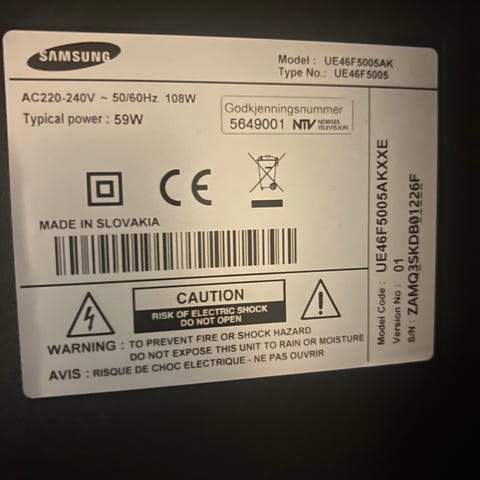 SAMSUNG
Model : UE46F5005AK
Type No.: UE46F5005
AC220-240V ~ 50/60Hz 108W
Typical power : 59W
Godkjenningsnummer
5649001 NTV NORGES TELEVISJON
CE
MADE IN SLOVAKIA
CAUTION
RISK OF ELECTRIC SHOCK
DO NOT OPEN
WARNING : TO PREVENT FIRE OR SHOCK HAZARD
DO NOT EXPOSE THIS UNIT TO RAIN OR MOISTURE
AVIS : RISQUE DE CHOC ELECTRIQUE - NE PAS OUVRIR
Model Code : UE46F5005AKXXE
Version No : 01
S/N : ZAMQ3SKDB01226F